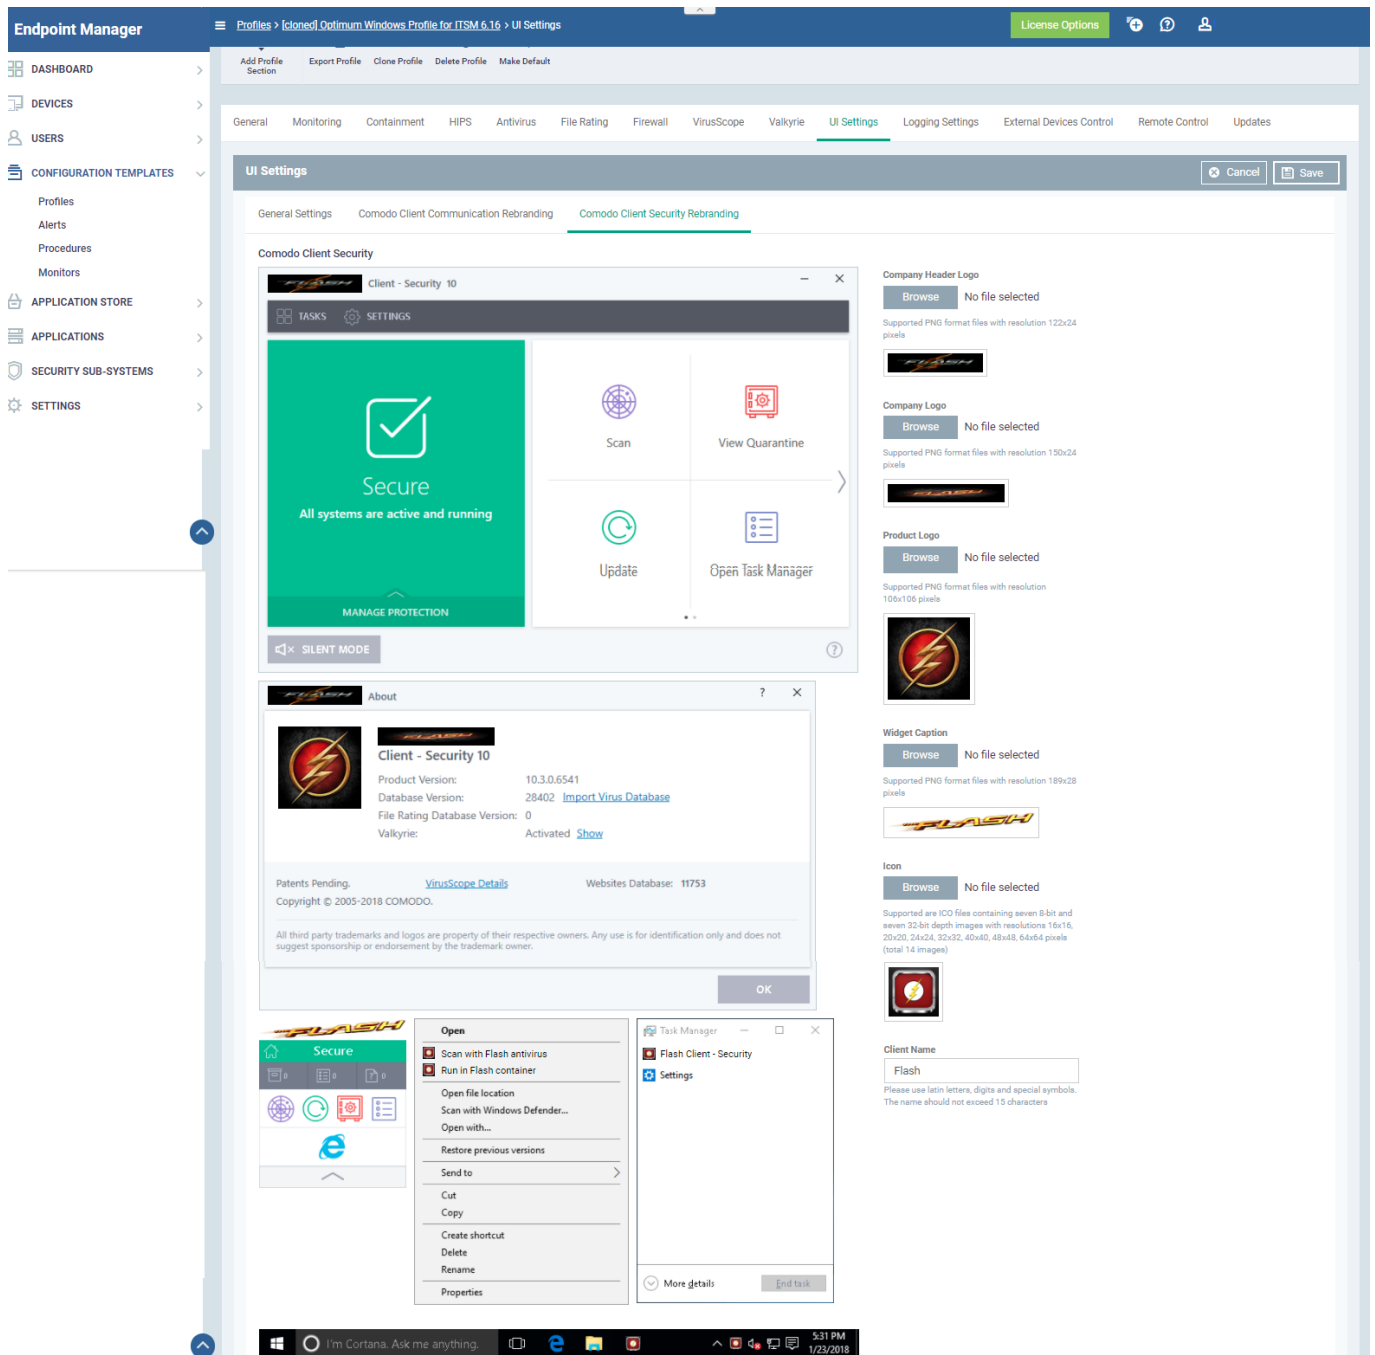 Endpoint Manager
Profiles > [cloned] Optimum Windows Profile for ITSM 6.16 > UI Settings
License Options
DASHBOARD
DEVICES
USERS
CONFIGURATION TEMPLATES
Profiles
Alerts
Procedures
Monitors
APPLICATION STORE
APPLICATIONS
SECURITY SUB-SYSTEMS
SETTINGS
Add Profile
Section
Export Profile
Clone Profile
Delete Profile
Make Default
General Monitoring Containment HIPS Antivirus File Rating Firewall VirusScope Valkyrie UI Settings Logging Settings External Devices Control Remote Control Updates
UI Settings
Cancel
Save
General Settings Comodo Client Communication Rebranding Comodo Client Security Rebranding
Comodo Client Security
FLASH
Client - Security 10
TASKS SETTINGS
Secure
All systems are active and running
MANAGE PROTECTION
Scan
View Quarantine
Update
Open Task Manager
SILENT MODE
?
FLASH
About
?
FLASH
Client - Security 10
Product Version: 10.3.0.6541
Database Version: 28402 Import Virus Database
File Rating Database Version: 0
Valkyrie: Activated Show
Patents Pending. VirusScope Details Websites Database: 11753
Copyright © 2005-2018 COMODO.
All third party trademarks and logos are property of their respective owners. Any use is for identification only and does not
suggest sponsorship or endorsement by the trademark owner.
OK
FLASH
Secure
0 0 0
Open
Scan with Flash antivirus
Run in Flash container
Open file location
Scan with Windows Defender...
Open with...
Restore previous versions
Send to
Cut
Copy
Create shortcut
Delete
Rename
Properties
Task Manager
Flash Client - Security
Settings
More details
End task
I'm Cortana. Ask me anything.
5:31 PM
1/23/2018
Company Header Logo
Browse No file selected
Supported PNG format files with resolution 122x24
pixels
FLASH
Company Logo
Browse No file selected
Supported PNG format files with resolution 150x24
pixels
FLASH
Product Logo
Browse No file selected
Supported PNG format files with resolution
106x106 pixels
Widget Caption
Browse No file selected
Supported PNG format files with resolution 189x28
pixels
FLASH
Icon
Browse No file selected
Supported are ICO files containing seven 8-bit and
seven 32-bit depth images with resolutions 16x16,
20x20, 24x24, 32x32, 40x40, 48x48, 64x64 pixels
(total 14 images)
Client Name
Flash
Please use latin letters, digits and special symbols.
The name should not exceed 15 characters